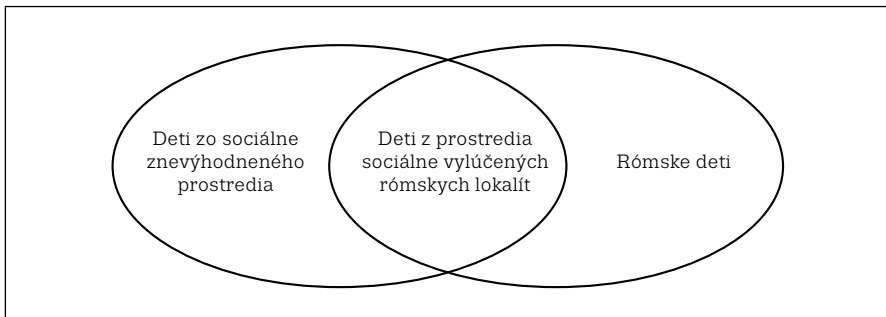 Deti zo sociálne
znevýhodneného
prostredia
Deti z prostredia
sociálne vylúčených
rómskych lokalít
Rómske deti